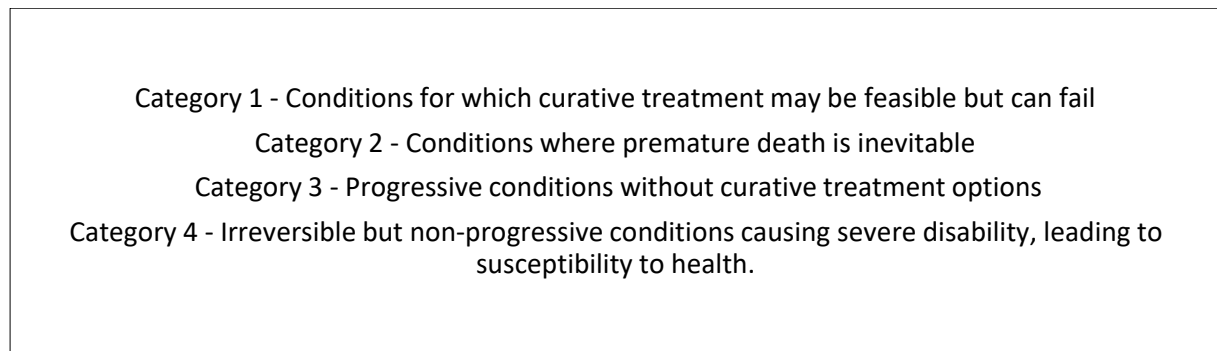 Category 1 - Conditions for which curative treatment may be feasible but can fail
Category 2 - Conditions where premature death is inevitable
Category 3 - Progressive conditions without curative treatment options
Category 4 - Irreversible but non-progressive conditions causing severe disability, leading to
susceptibility to health.